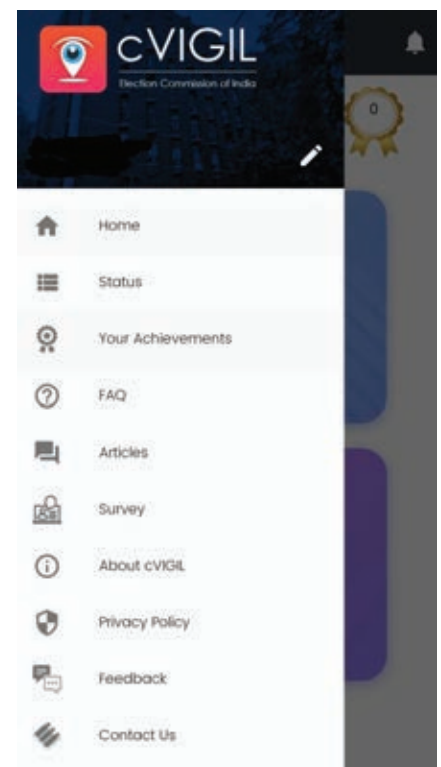 cVIGIL
Election Commission of India
0
Home
Status
Your Achievements
FAQ
Articles
Survey
About cVIGIL
Privacy Policy
Feedback
Contact Us